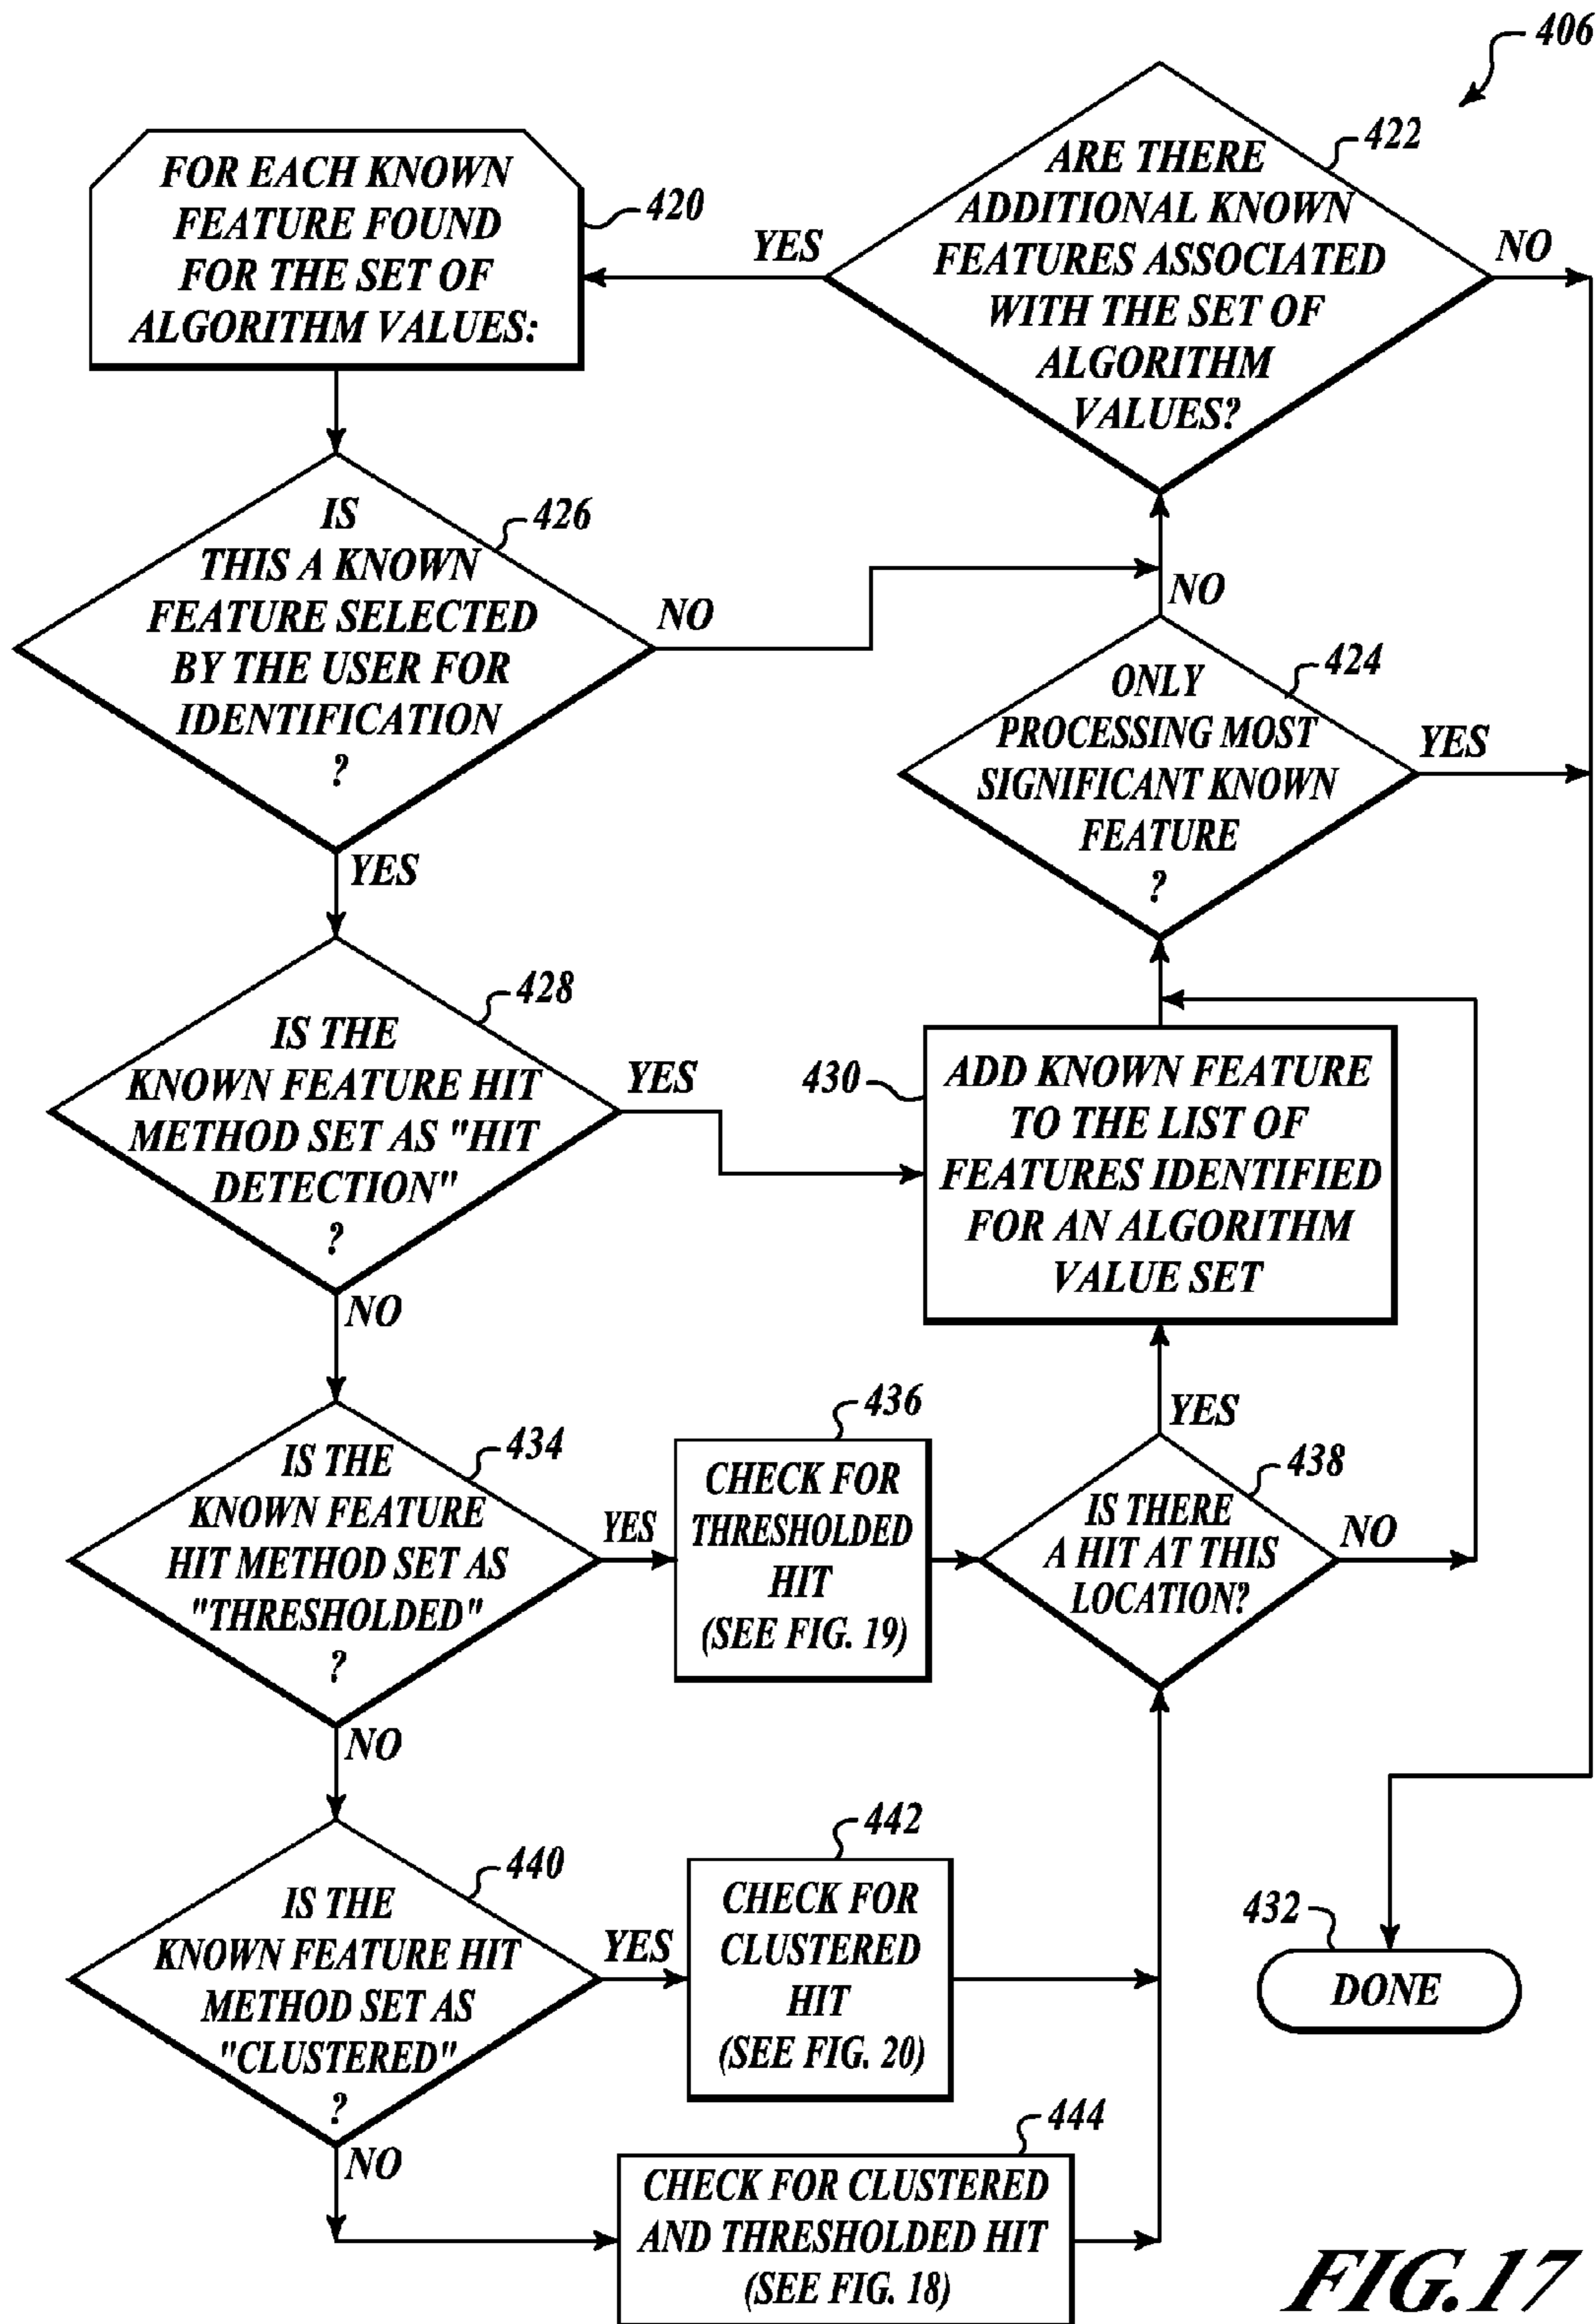 406
FOR EACH KNOWN
FEATURE FOUND
FOR THE SET OF
ALGORITHM VALUES:
420
ARE THERE
ADDITIONAL KNOWN
FEATURES ASSOCIATED
WITH THE SET OF
ALGORITHM
VALUES?
422
YES
NO
IS
THIS A KNOWN
FEATURE SELECTED
BY THE USER FOR
IDENTIFICATION
?
426
NO
YES
NO
ONLY
PROCESSING MOST
SIGNIFICANT KNOWN
FEATURE
?
424
YES
IS THE
KNOWN FEATURE HIT
METHOD SET AS "HIT
DETECTION"
?
428
YES
NO
430
ADD KNOWN FEATURE
TO THE LIST OF
FEATURES IDENTIFIED
FOR AN ALGORITHM
VALUE SET
IS THE
KNOWN FEATURE
HIT METHOD SET AS
"THRESHOLDED"
?
434
YES
NO
436
CHECK FOR
THRESHOLDED
HIT
(SEE FIG. 19)
YES
IS THERE
A HIT AT THIS
LOCATION?
438
NO
IS THE
KNOWN FEATURE HIT
METHOD SET AS
"CLUSTERED"
?
440
YES
NO
442
CHECK FOR
CLUSTERED
HIT
(SEE FIG. 20)
432
DONE
444
CHECK FOR CLUSTERED
AND THRESHOLDED HIT
(SEE FIG. 18)
FIG.17